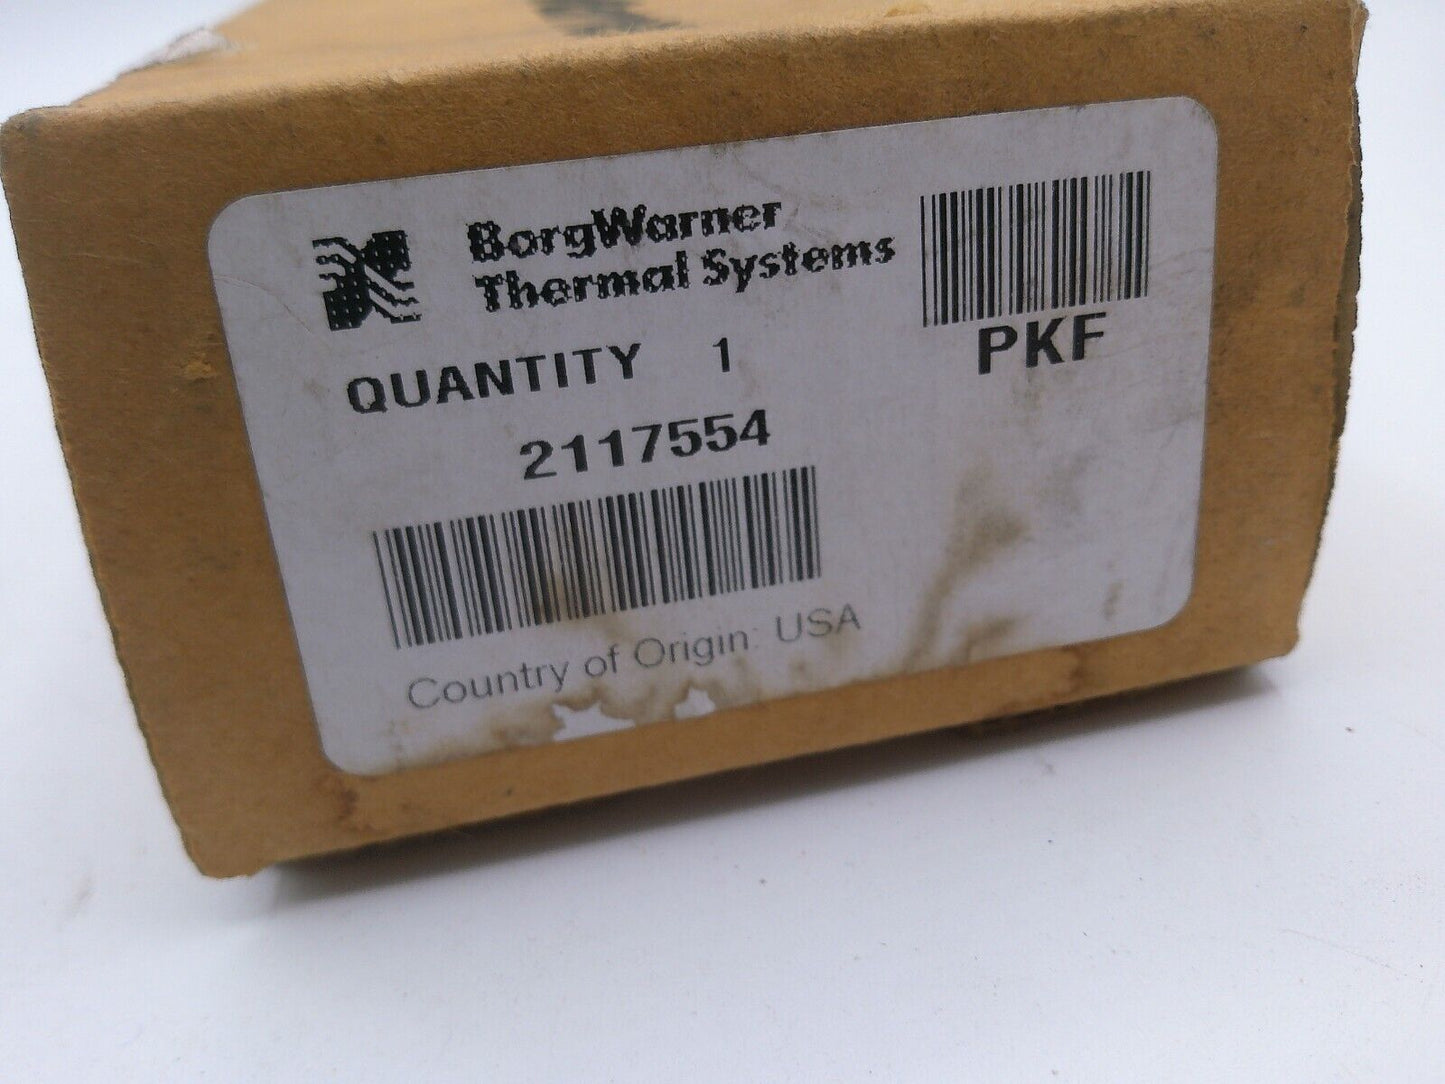 BorgWarner
Thermal Systems
PKF
QUANTITY 1
2117554
Country of Origin: USA